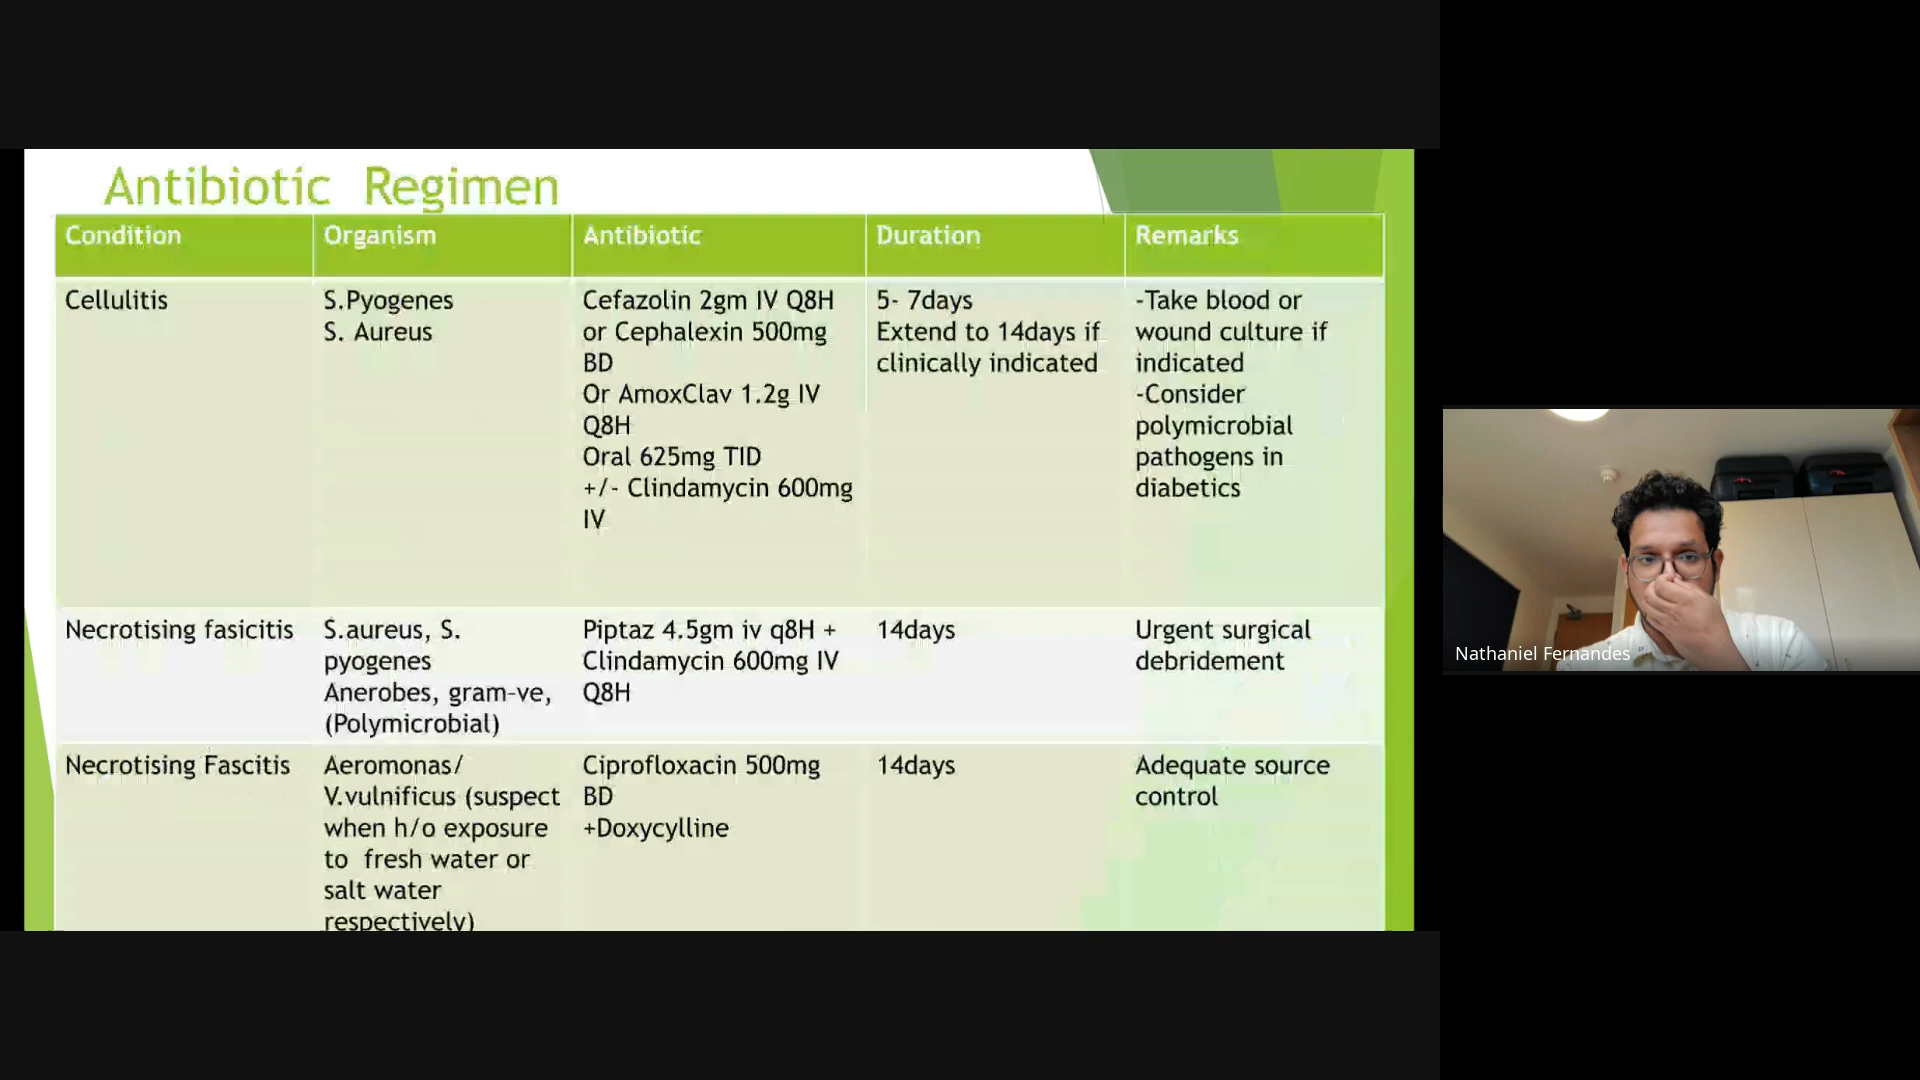 Antibiotic Regimen
Condition
Organism
Antibiotic
Duration
Remarks
Cellulitis
S.Pyogenes
S. Aureus
Cefazolin 2gm IV Q8H
or Cephalexin 500mg
BD
Or AmoxClav 1.2g IV
Q8H
Oral 625mg TID
+/- Clindamycin 600mg
IV
5- 7days
Extend to 14days if
clinically indicated
-Take blood or
wound culture if
indicated
-Consider
polymicrobial
pathogens in
diabetics
Necrotising fasicitis
S.aureus, S.
pyogenes
Anerobes, gram-ve,
(Polymicrobial)
Piptaz 4.5gm iv q8H +
Clindamycin 600mg IV
Q8H
14days
Urgent surgical
debridement
Necrotising Fascitis
Aeromonas/
V.vulnificus (suspect
when h/o exposure
to fresh water or
salt water
respectively)
Ciprofloxacin 500mg
BD
+Doxycylline
14days
Adequate source
control
Nathaniel Fernandes